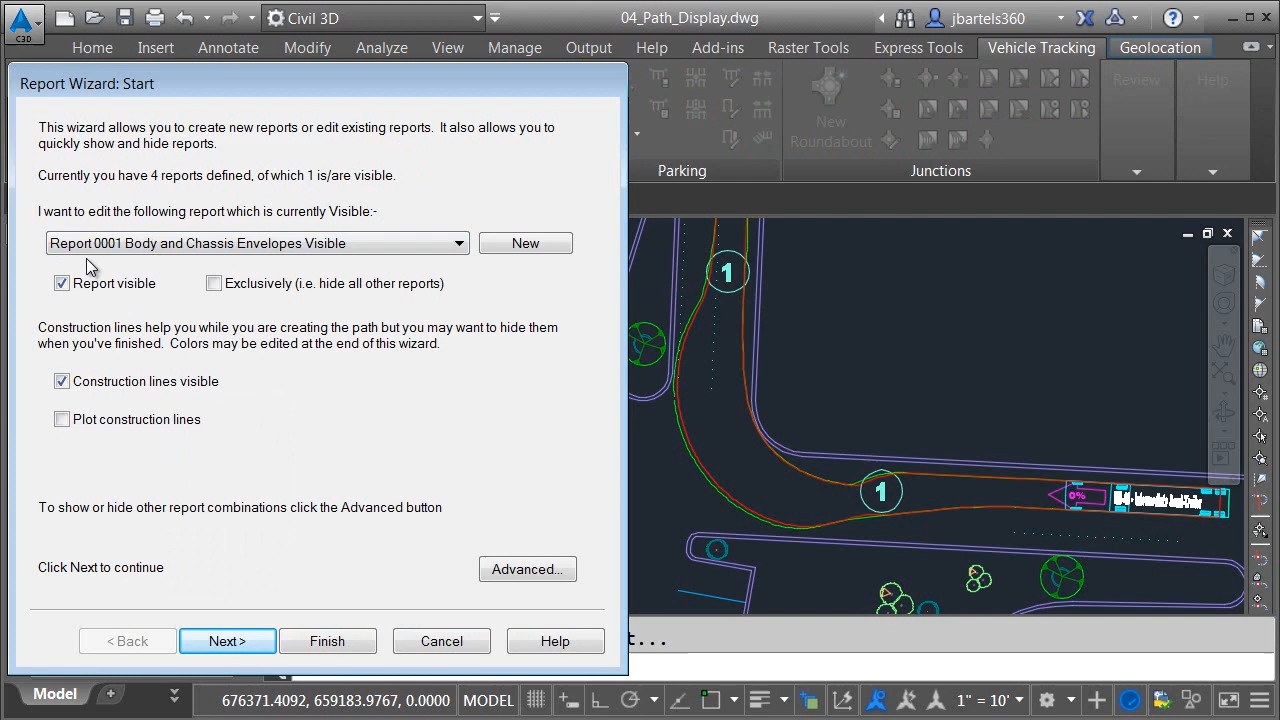 C3D
Civil 3D
04_Path_Display.dwg
jbartels360
Home Insert Annotate Modify Analyze View Manage Output Help Add-ins Raster Tools Express Tools Vehicle Tracking Geolocation
New
Roundabout
Review
Help
Parking
Junctions
Report Wizard: Start
This wizard allows you to create new reports or edit existing reports. It also allows you to
quickly show and hide reports.
Currently you have 4 reports defined, of which 1 is/are visible.
I want to edit the following report which is currently Visible:-
Report 0001 Body and Chassis Envelopes Visible
New
Report visible
Exclusively (i.e. hide all other reports)
Construction lines help you while you are creating the path but you may want to hide them
when you've finished. Colors may be edited at the end of this wizard.
Construction lines visible
Plot construction lines
To show or hide other report combinations click the Advanced button
Click Next to continue
Advanced...
< Back
Next>
Finish
Cancel
Help
1
1
0%
t...
Model
676371.4092, 659183.9767, 0.0000
MODEL
1" = 10'